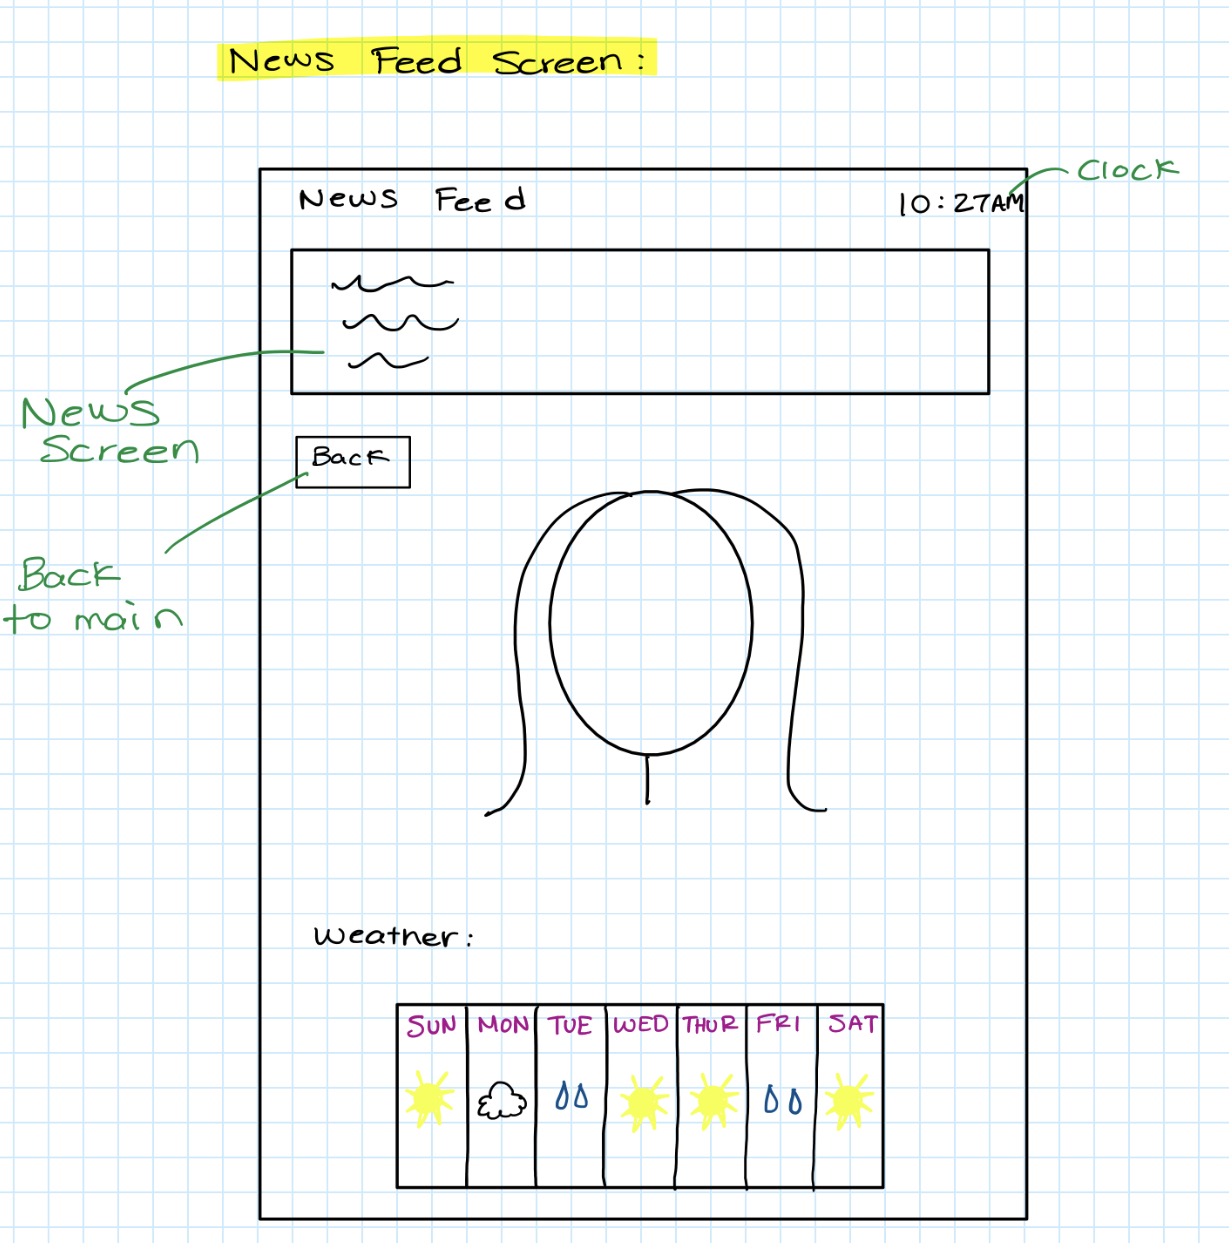 News Feed Screen:
Clock
News Feed 10:27AM
News
Screen
Back
Back
to main
Weather:
SUN MON TUE WED THUR FRI SAT